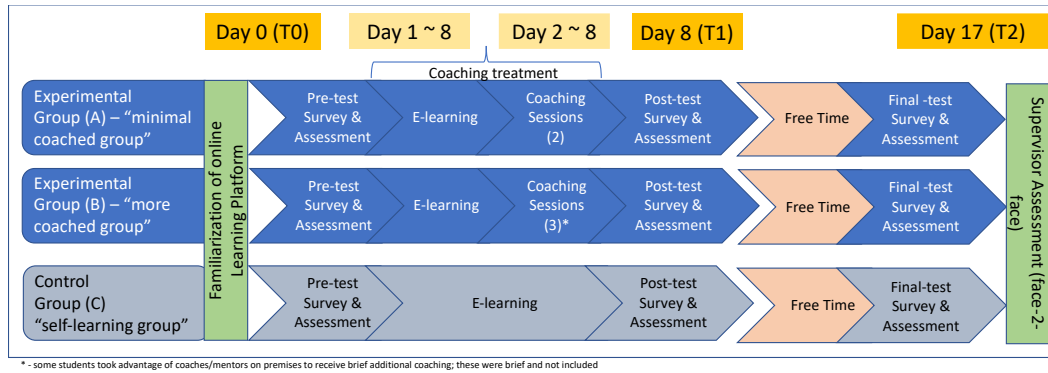 Day 0 (T0)
Day 1 ~ 8
Day 2 ~ 8
Day 8 (T1)
Day 17 (T2)
Coaching treatment
Experimental
Group (A) – “minimal
coached group”
Familiarization of online
Learning Platform
Pre-test
Survey &
Assessment
E-learning
Coaching
Sessions
(2)
Post-test
Survey &
Assessment
Free Time
Final -test
Survey &
Assessment
Supervisor Assessment (face-2-
face)
Experimental
Group (B) – “more
coached group”
Pre-test
Survey &
Assessment
E-learning
Coaching
Sessions
(3)*
Post-test
Survey &
Assessment
Free Time
Final -test
Survey &
Assessment
Control
Group (C)
“self-learning group”
Pre-test
Survey &
Assessment
E-learning
Post-test
Survey &
Assessment
Free Time
Final-test
Survey &
Assessment
* - some students took advantage of coaches/mentors on premises to receive brief additional coaching; these were brief and not included